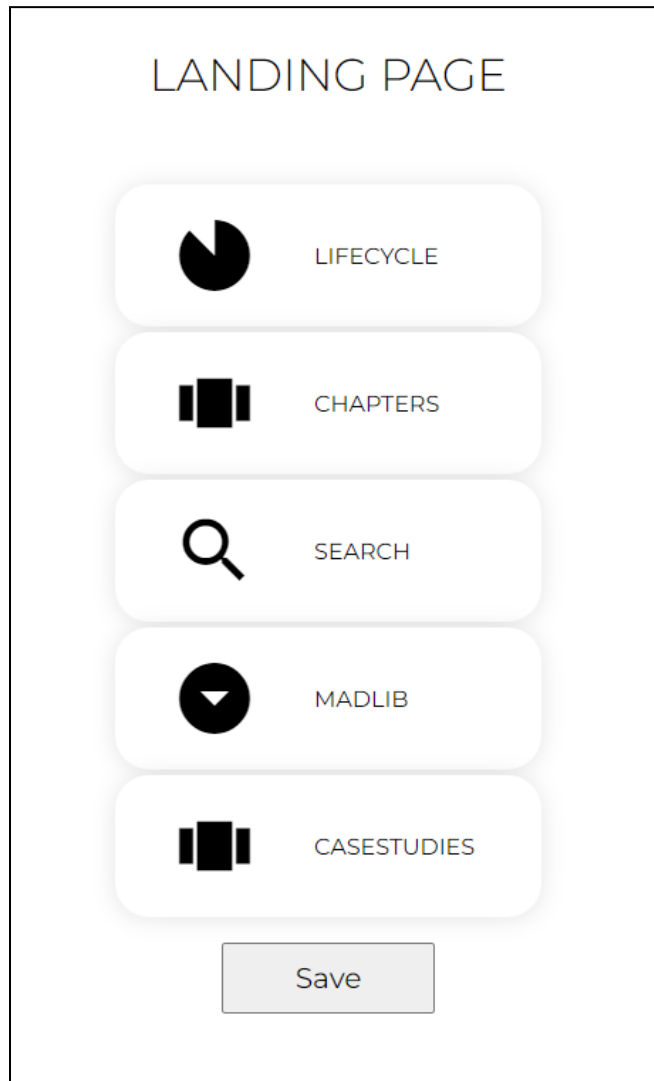 LANDING PAGE
LIFECYCLE
CHAPTERS
SEARCH
MADLIB
CASESTUDIES
Save